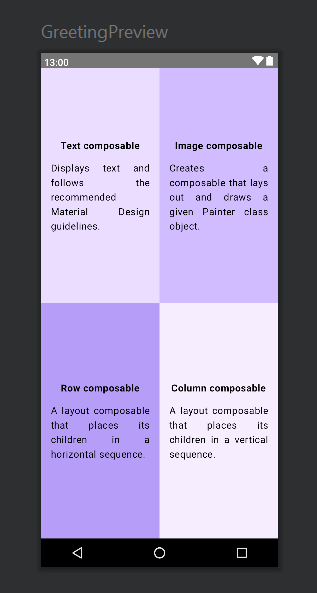 GreetingPreview
13:00
Text composable
Displays text and
follows the
recommended
Material Design
guidelines.
Image composable
Creates a
composable that lays
out and draws a
given Painter class
object.
Row composable
A layout composable
that places its
children in a
horizontal sequence.
Column composable
A layout composable
that places its
children in a vertical
sequence.